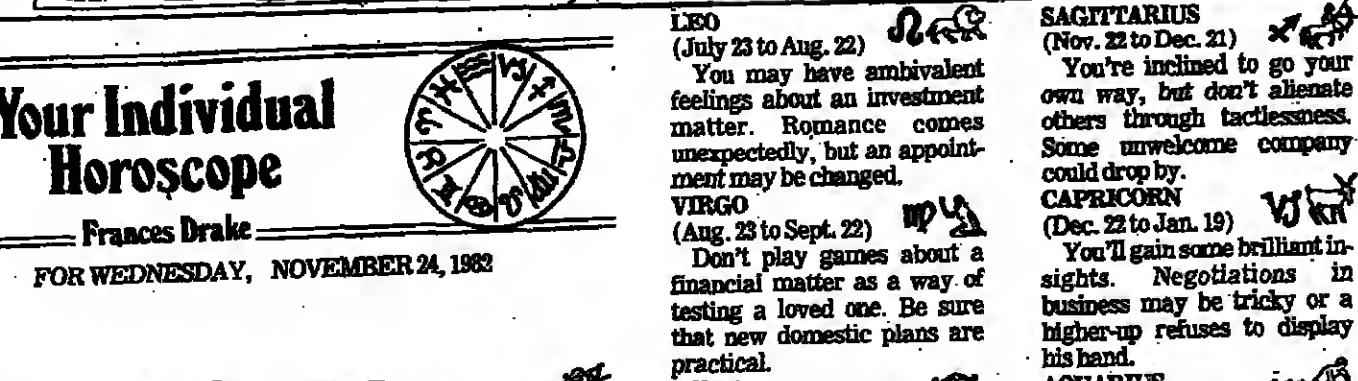 Your Individual
Horoscope
Frances Drake
FOR WEDNESDAY, NOVEMBER 24, 1982
LEO
(July 23 to Aug. 22)
You may have ambivalent
feelings about an investment
matter. Romance comes
unexpectedly, but an appoint-
ment may be changed.
VIRGO
(Aug. 23 to Sept. 22)
Don't play games about a
financial matter as a way of
testing a loved one. Be sure
that new domestic plans are
practical.
SAGITTARIUS
(Nov. 22 to Dec. 21)
You're inclined to go your
own way, but don't alienate
others through tactlessness.
Some unwelcome company
could drop by.
CAPRICORN
(Dec. 22 to Jan. 19)
You'll gain some brilliant in-
sights. Negotiations in
business may be tricky or a
higher-up refuses to display
his hand.
AQUARIUS